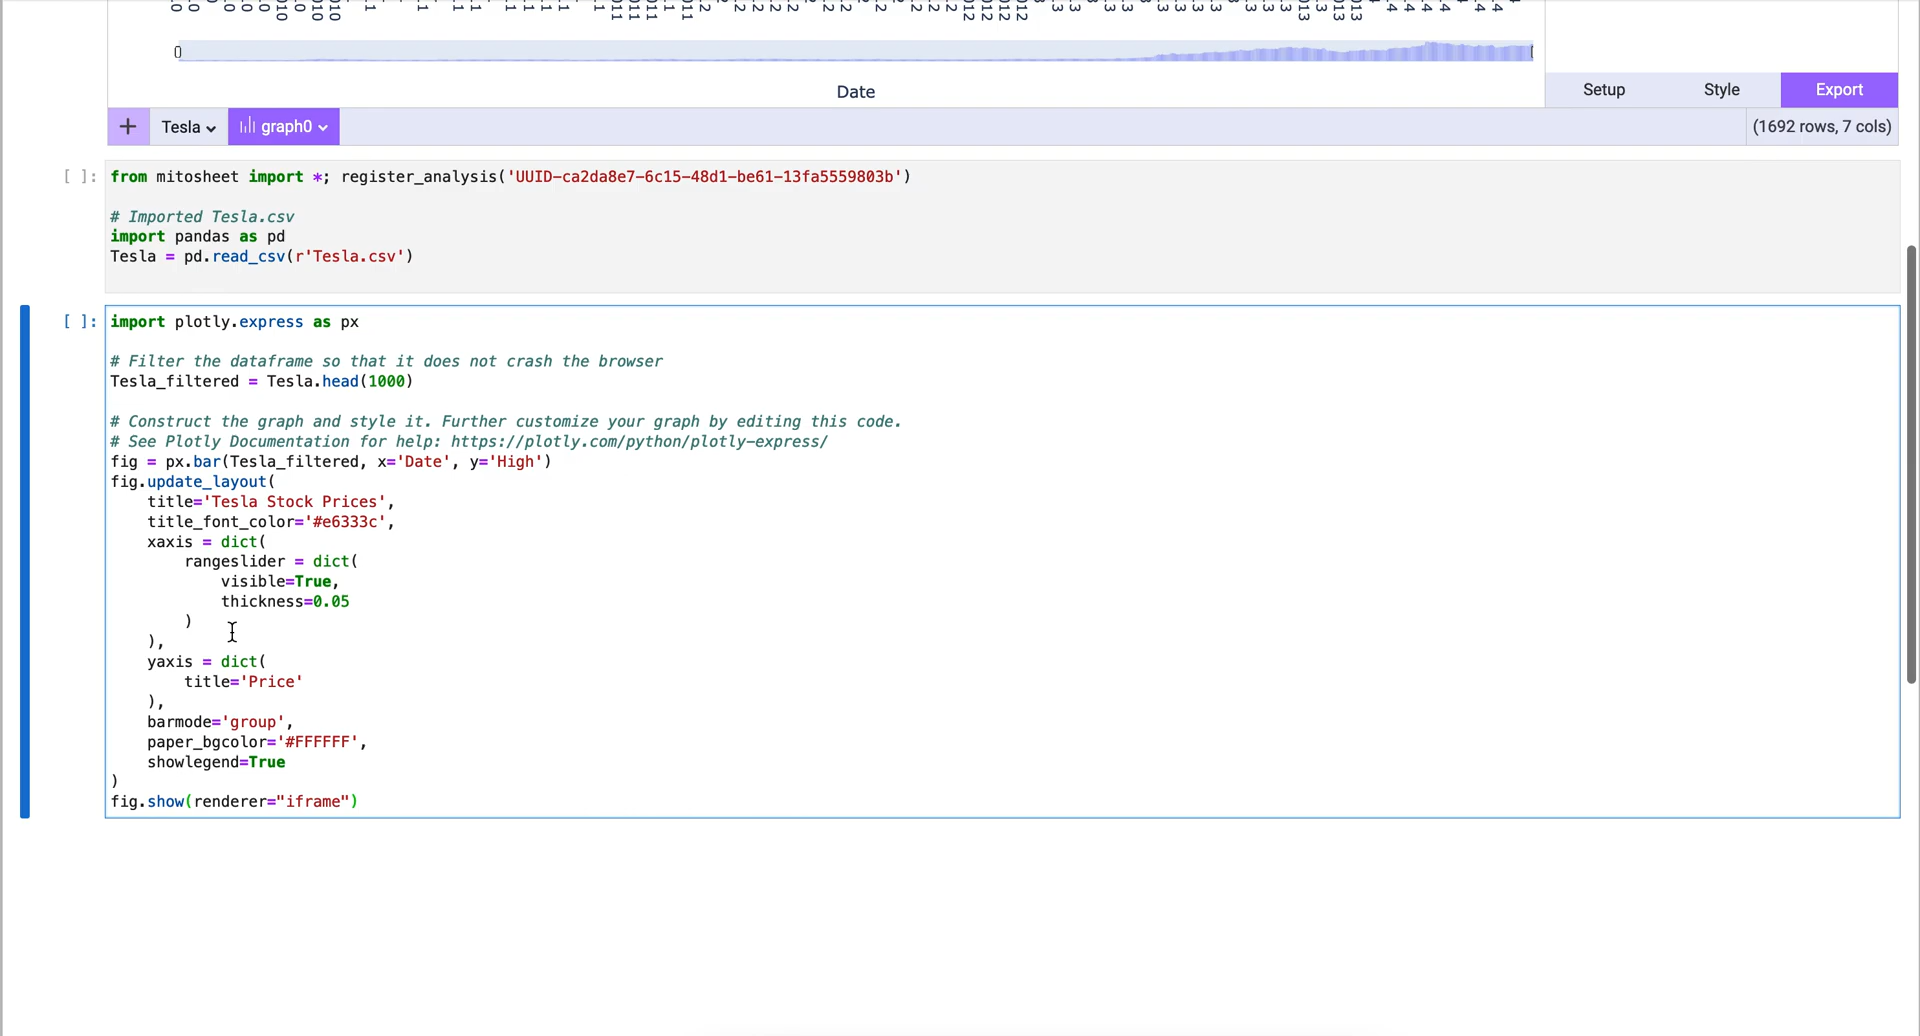 0
Date
Setup
Style
Export
+
Tesla
graph0
(1692 rows, 7 cols)
[ ]:
from mitosheet import *; register_analysis('UUID-ca2da8e7-6c15-48d1-be61-13fa5559803b')
# Imported Tesla.csv
import pandas as pd
Tesla = pd.read_csv(r'Tesla.csv')
[ ]:
import plotly.express as px
# Filter the dataframe so that it does not crash the browser
Tesla_filtered = Tesla.head(1000)
# Construct the graph and style it. Further customize your graph by editing this code.
# See Plotly Documentation for help: https://plotly.com/python/plotly-express/
fig = px.bar(Tesla_filtered, x='Date', y='High')
fig.update_layout(
    title='Tesla Stock Prices',
    title_font_color='#e6333c',
    xaxis = dict(
        rangeslider = dict(
            visible=True,
            thickness=0.05
        )
    ),
    yaxis = dict(
        title='Price'
    ),
    barmode='group',
    paper_bgcolor='#FFFFFF',
    showlegend=True
)
fig.show(renderer="iframe")